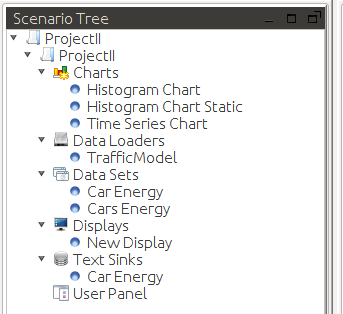 Scenario Tree
ProjectII
ProjectII
Charts
Histogram Chart
Histogram Chart Static
Time Series Chart
Data Loaders
TrafficModel
Data Sets
Car Energy
Cars Energy
Displays
New Display
Text Sinks
Car Energy
User Panel